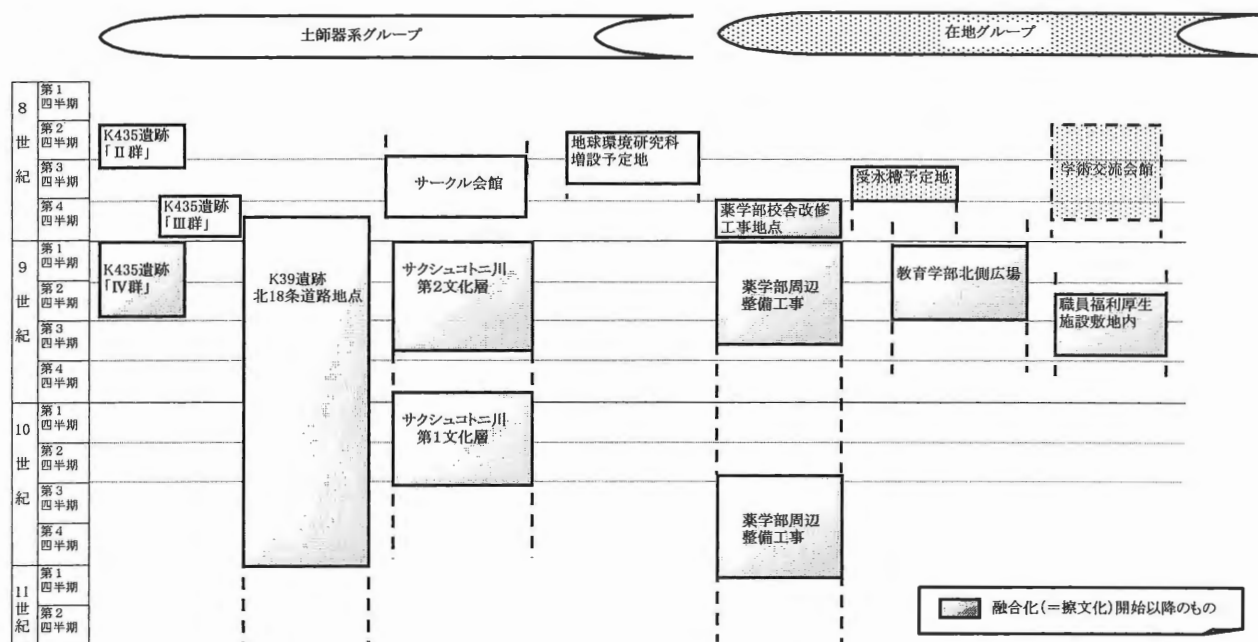 土師器系グループ
在地グループ
8
世
紀
第1
四半期
第2
四半期
第3
四半期
第4
四半期
9
世
紀
第1
四半期
第2
四半期
第3
四半期
第4
四半期
10
世
紀
第1
四半期
第2
四半期
第3
四半期
第4
四半期
11
世
紀
第1
四半期
第2
四半期
K435遺跡
「Ⅱ群」
K435遺跡
「Ⅲ群」
K435遺跡
「Ⅳ群」
K39遺跡
北18条道路地点
サークル会館
サクシュコトニ川
第2文化層
サクシュコトニ川
第1文化層
地球環境研究科
増設予定地
薬学部校舎改修
工事地点
薬学部周辺
整備工事
薬学部周辺
整備工事
受水槽予定地
教育学部北側広場
学術交流会館
職員福利厚生
施設敷地内
融合化(=擦文化)開始以降のもの